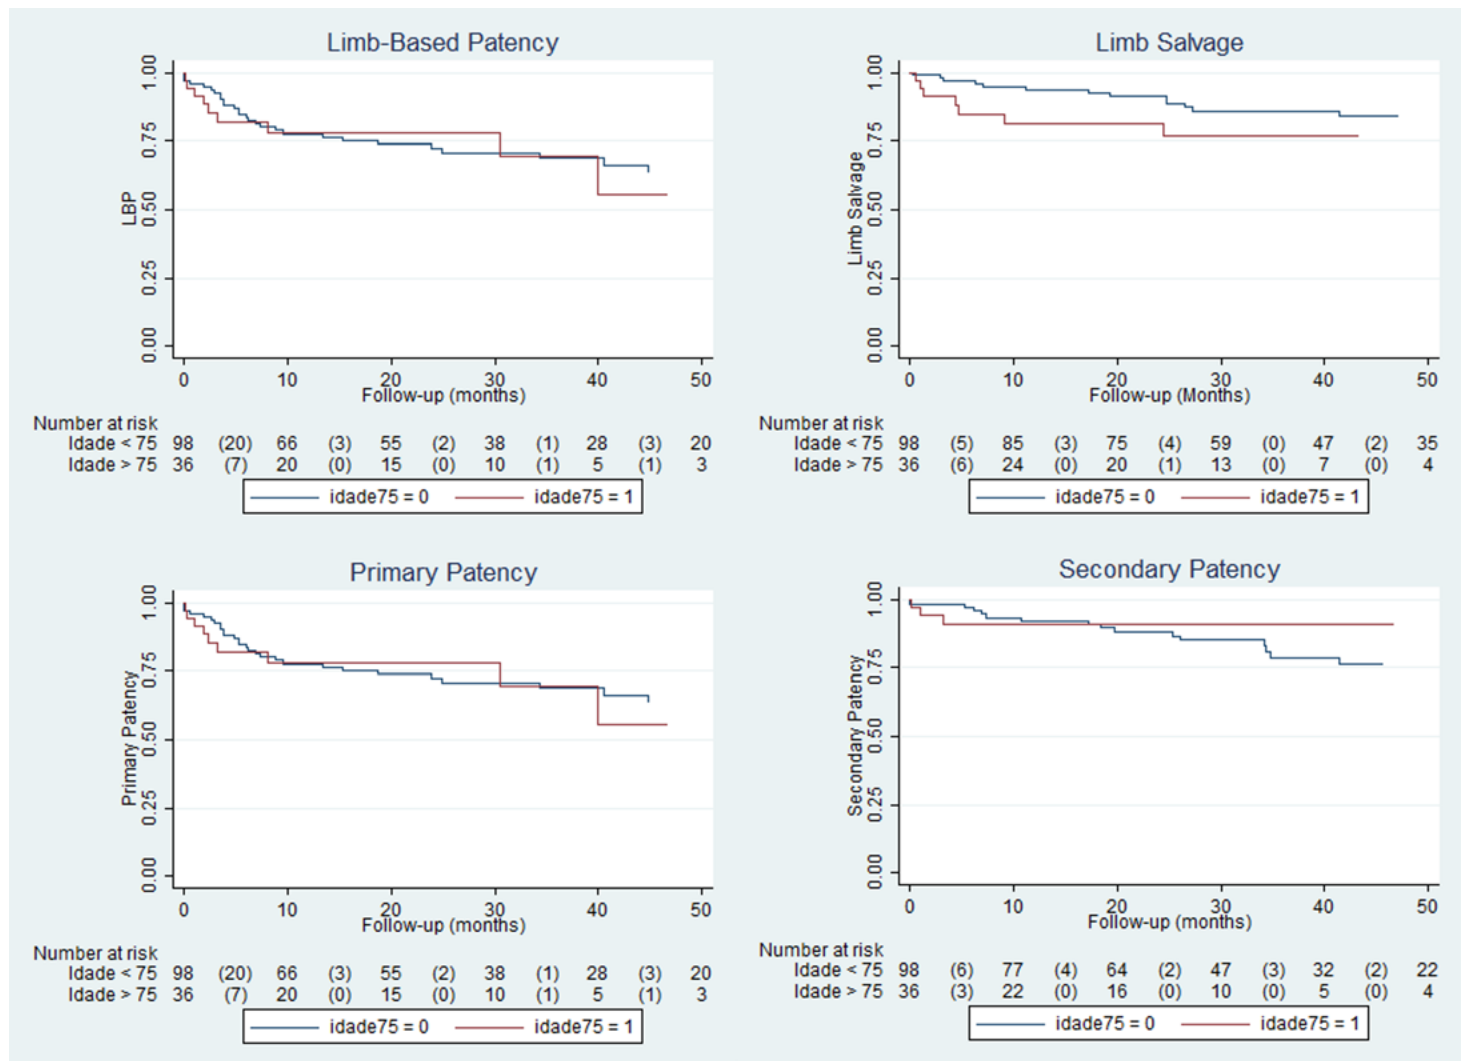 Limb-Based Patency
LBP
0.00 0.25 0.50 0.75 1.00
0 10 20 30 40 50
Follow-up (months)
Number at risk
Idade < 75 98 (20) 66 (3) 55 (2) 38 (1) 28 (3) 20
Idade > 75 36 (7) 20 (0) 15 (0) 10 (1) 5 (1) 3
idade75 = 0 idade75 = 1
Limb Salvage
Limb Salvage
0.00 0.25 0.50 0.75 1.00
0 10 20 30 40 50
Follow-up (Months)
Number at risk
Idade < 75 98 (5) 85 (3) 75 (4) 59 (0) 47 (2) 35
Idade > 75 36 (6) 24 (0) 20 (1) 13 (0) 7 (0) 4
idade75 = 0 idade75 = 1
Primary Patency
Primary Patency
0.00 0.25 0.50 0.75 1.00
0 10 20 30 40 50
Follow-up (months)
Number at risk
Idade < 75 98 (20) 66 (3) 55 (2) 38 (1) 28 (3) 20
Idade > 75 36 (7) 20 (0) 15 (0) 10 (1) 5 (1) 3
idade75 = 0 idade75 = 1
Secondary Patency
Secondary Patency
0.00 0.25 0.50 0.75 1.00
0 10 20 30 40 50
Follow-up (months)
Number at risk
Idade < 75 98 (6) 77 (4) 64 (2) 47 (3) 32 (2) 22
Idade > 75 36 (3) 22 (0) 16 (0) 10 (0) 5 (0) 4
idade75 = 0 idade75 = 1